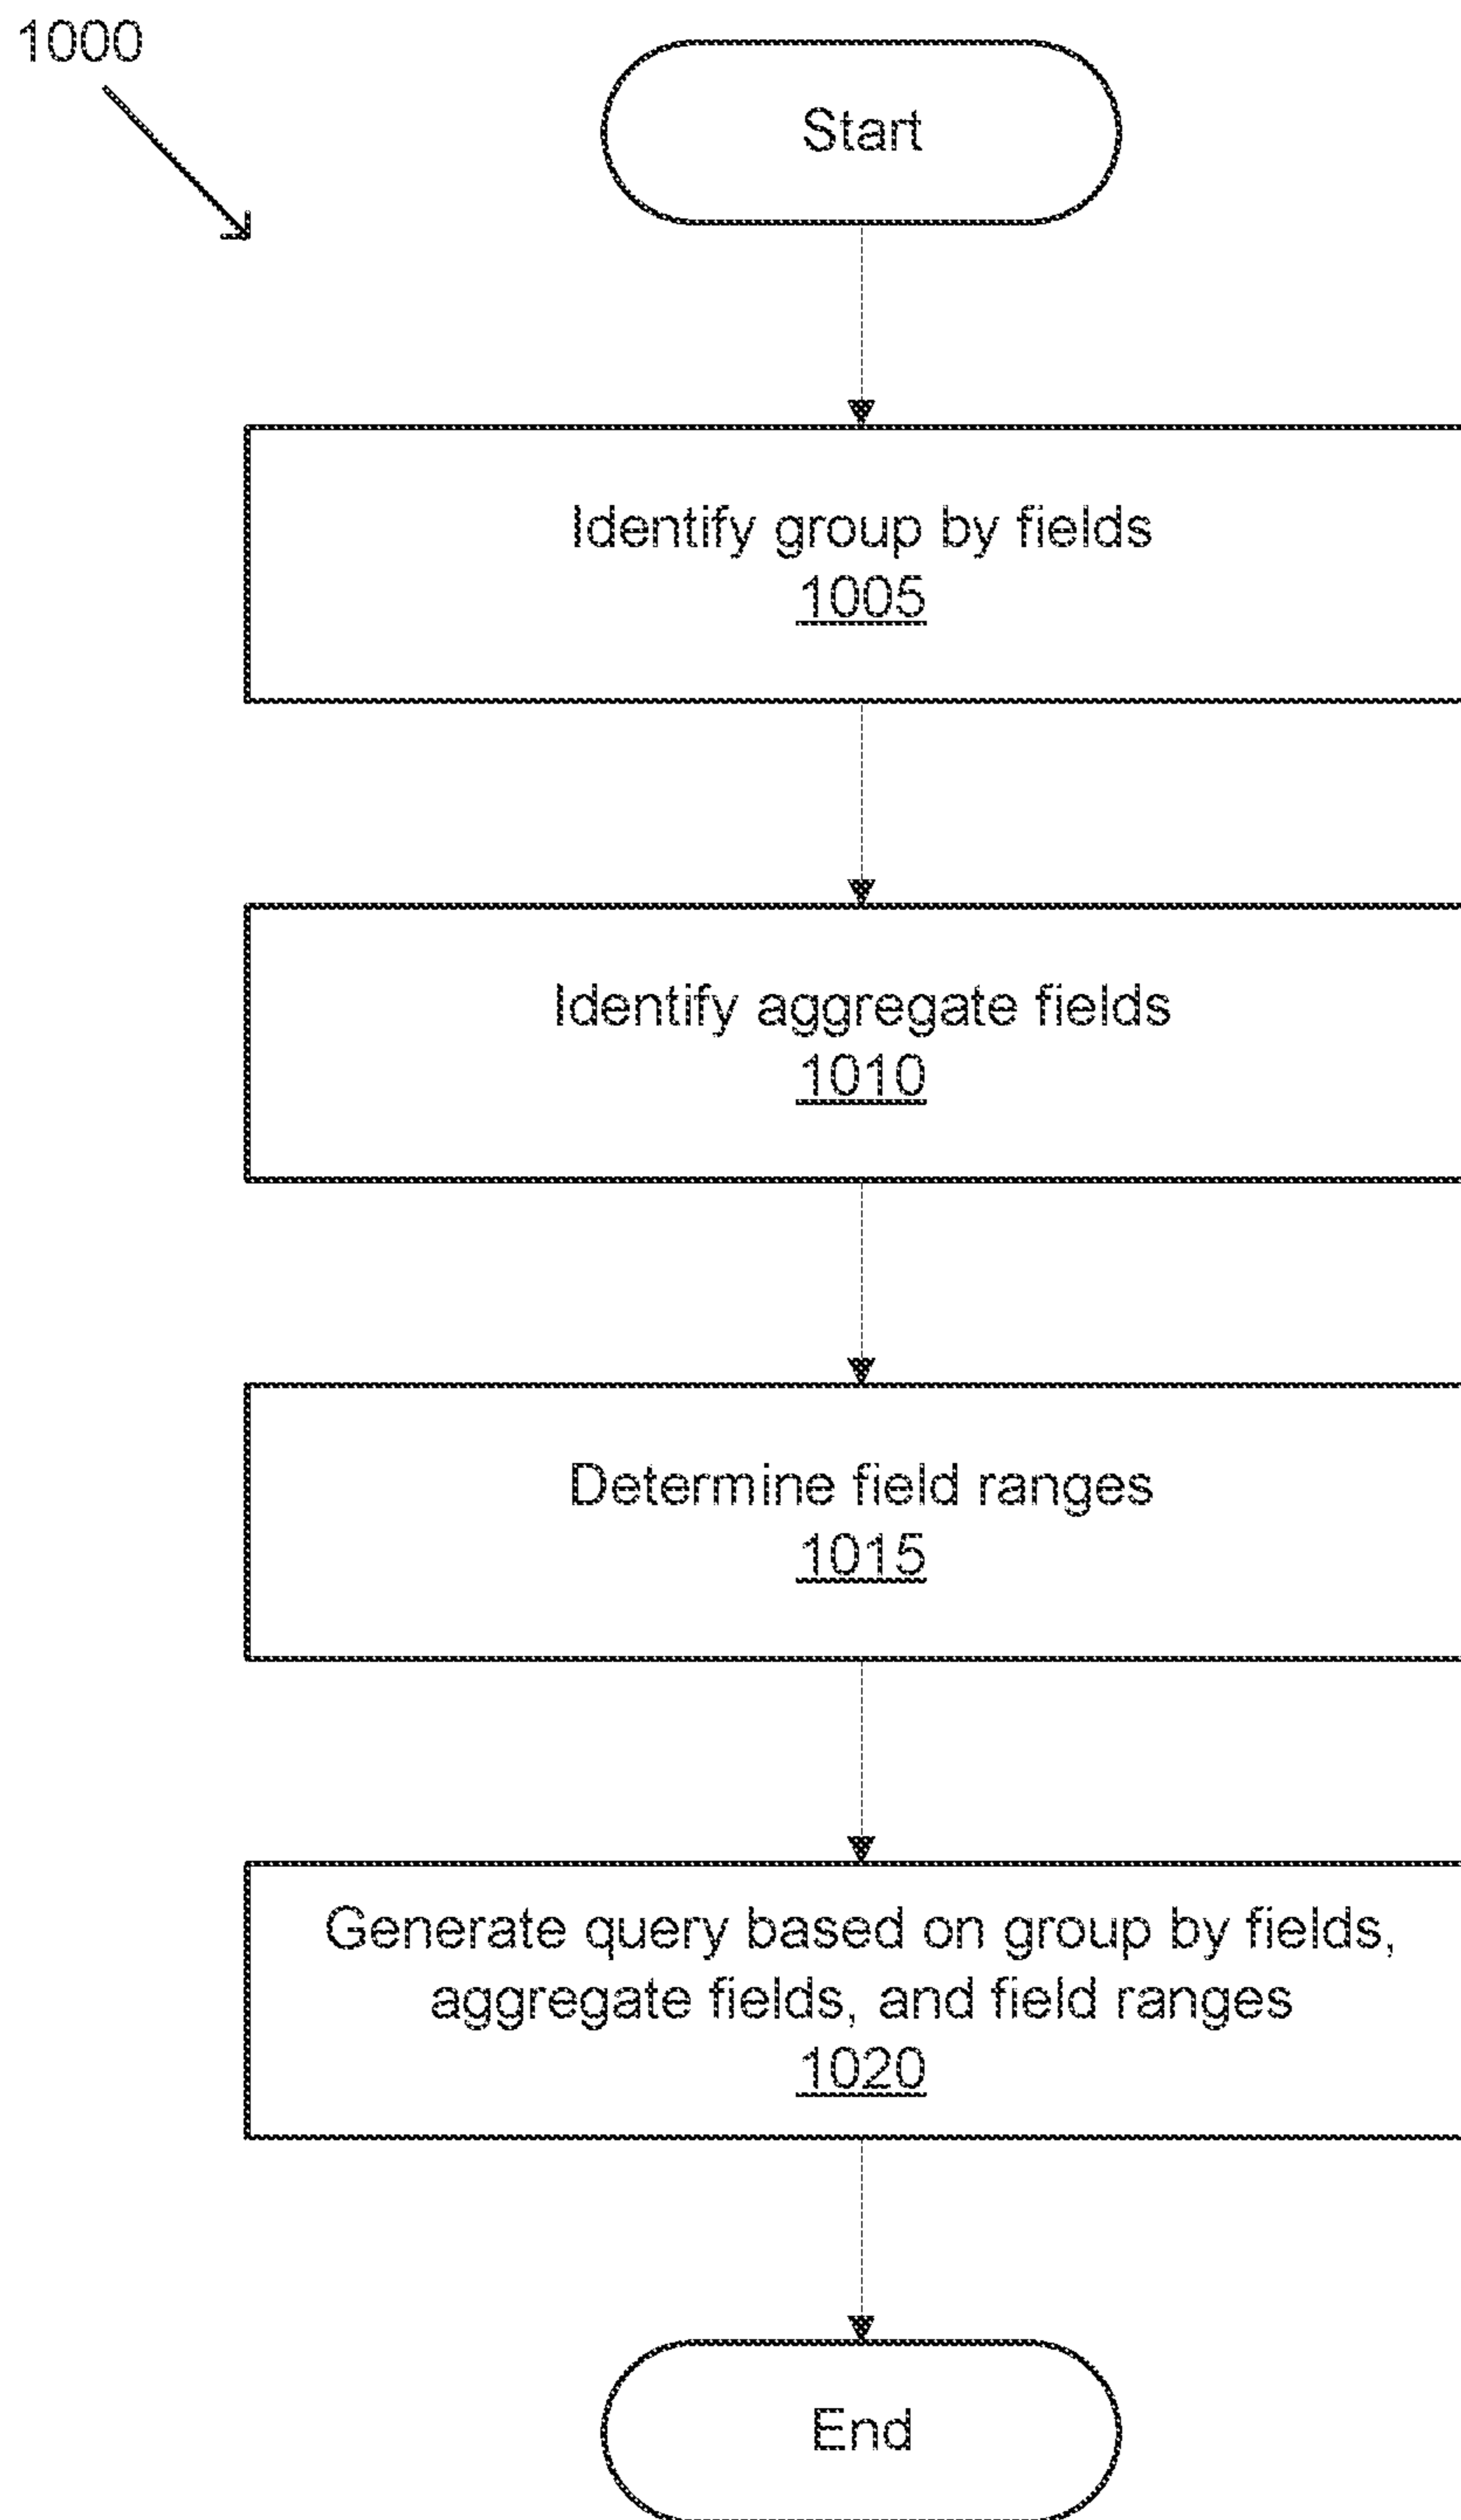 1000
Start
Identify group by fields
1005
Identify aggregate fields
1010
Determine field ranges
1015
Generate query based on group by fields,
aggregate fields, and field ranges
1020
End